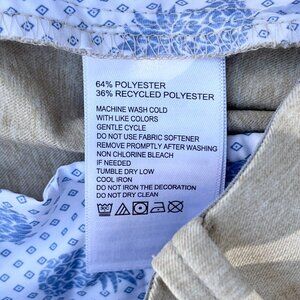 64% POLYESTER
36% RECYCLED POLYESTER
MACHINE WASH COLD
WITH LIKE COLORS
GENTLE CYCLE
DO NOT USE FABRIC SOFTENER
REMOVE PROMPTLY AFTER WASHING
NON CHLORINE BLEACH
IF NEEDED
TUMBLE DRY LOW
COOL IRON
DO NOT IRON THE DECORATION
DO NOT DRY CLEAN